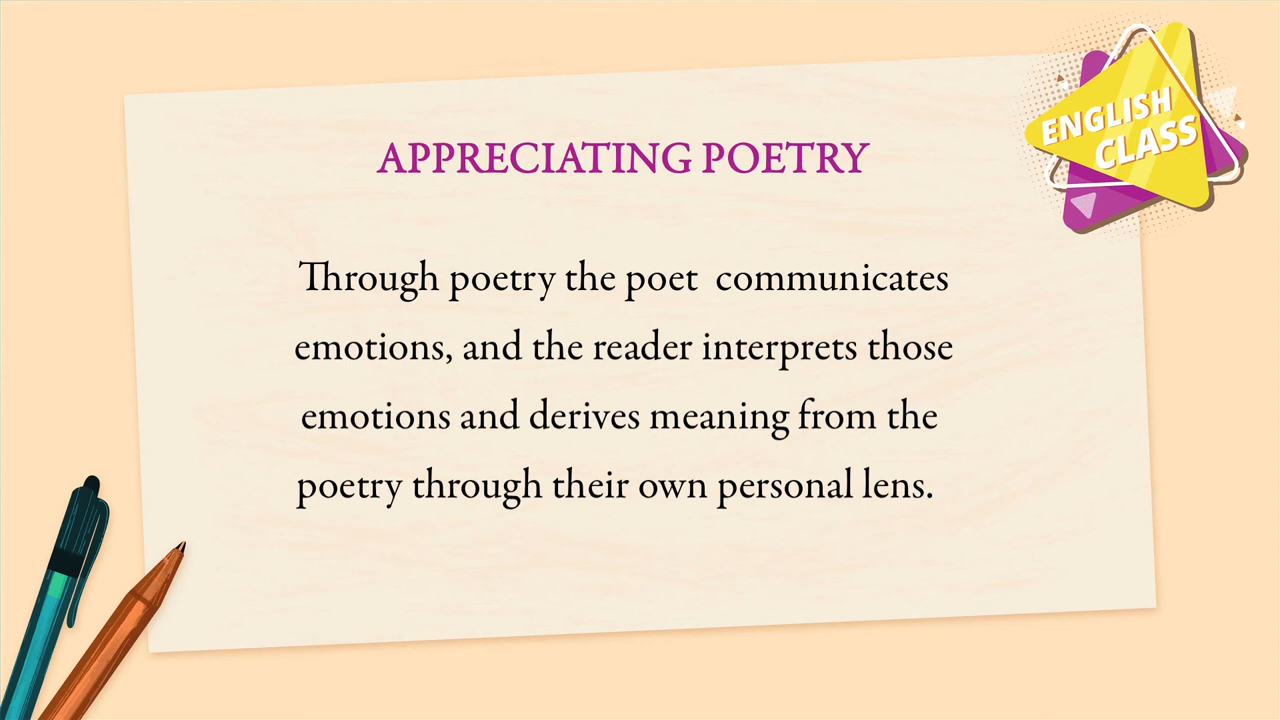 ENGLISH
CLASS
APPRECIATING POETRY
Through poetry the poet  communicates
emotions, and the reader interprets those
emotions and derives meaning from the
poetry through their own personal lens.